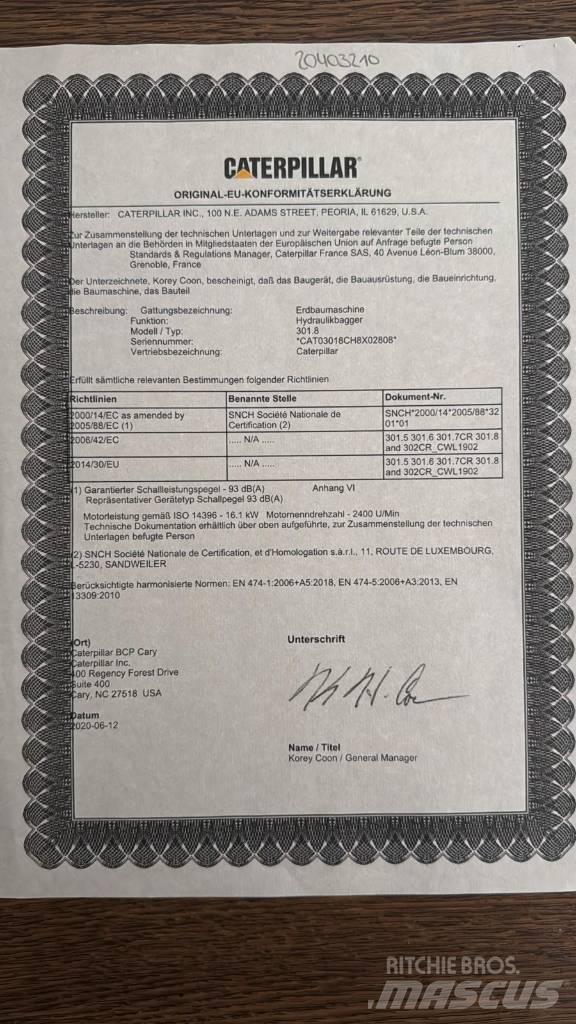 20403210
CATERPILLAR
ORIGINAL-EU-KONFORMITÄTSERKLÄRUNG
Hersteller: CATERPILLAR INC., 100 N.E. ADAMS STREET, PEORIA, IL 61629, U.S.A.
Zur Zusammenstellung der technischen Unterlagen und zur Weitergabe relevanter Teile der technischen
Unterlagen an die Behörden in Mitgliedstaaten der Europäischen Union auf Anfrage befugte Person
Standards & Regulations Manager, Caterpillar France SAS, 40 Avenue Léon-Blum 38000,
Grenoble, France
Der Unterzeichnete, Korey Coon, bescheinigt, daß das Baugerät, die Bauausrüstung, die Baueinrichtung,
die Baumaschine, das Bauteil
Beschreibung: Gattungsbezeichnung: Erdbaumaschine
Funktion: Hydraulikbagger
Modell / Typ: 301.8
Seriennummer: *CAT03018CH8X02808*
Vertriebsbezeichnung: Caterpillar
Erfüllt sämtliche relevanten Bestimmungen folgender Richtlinien
Richtlinien Benannte Stelle Dokument-Nr.
2000/14/EC as amended by SNCH Société Nationale de SNCH*2000/14*2005/88*32
2005/88/EC (1) Certification (2) 01*01
2006/42/EC ..... N/A ..... 301.5 301.6 301.7CR 301.8
and 302CR_CWL1902
2014/30/EU ..... N/A ..... 301.5 301.6 301.7CR 301.8
and 302CR_CWL1902
(1) Garantierter Schallleistungspegel - 93 dB(A) Anhang VI
Repräsentativer Gerätetyp Schallpegel 93 dB(A)
Motorleistung gemäß ISO 14396 - 16.1 kW Motornenndrehzahl - 2400 U/Min
Technische Dokumentation erhältlich über oben aufgeführte, zur Zusammenstellung der technischen
Unterlagen befugte Person
(2) SNCH Société Nationale de Certification, et d'Homologation s.à.r.l., 11, ROUTE DE LUXEMBOURG,
L-5230, SANDWEILER
Berücksichtigte harmonisierte Normen: EN 474-1:2006+A5:2018, EN 474-5:2006+A3:2013, EN
13309:2010
(Ort) Unterschrift
Caterpillar BCP Cary
Caterpillar Inc.
400 Regency Forest Drive
Suite 400
Cary, NC 27518 USA
Datum
2020-06-12
Name / Titel
Korey Coon / General Manager
RITCHIE BROS.
MASCUS